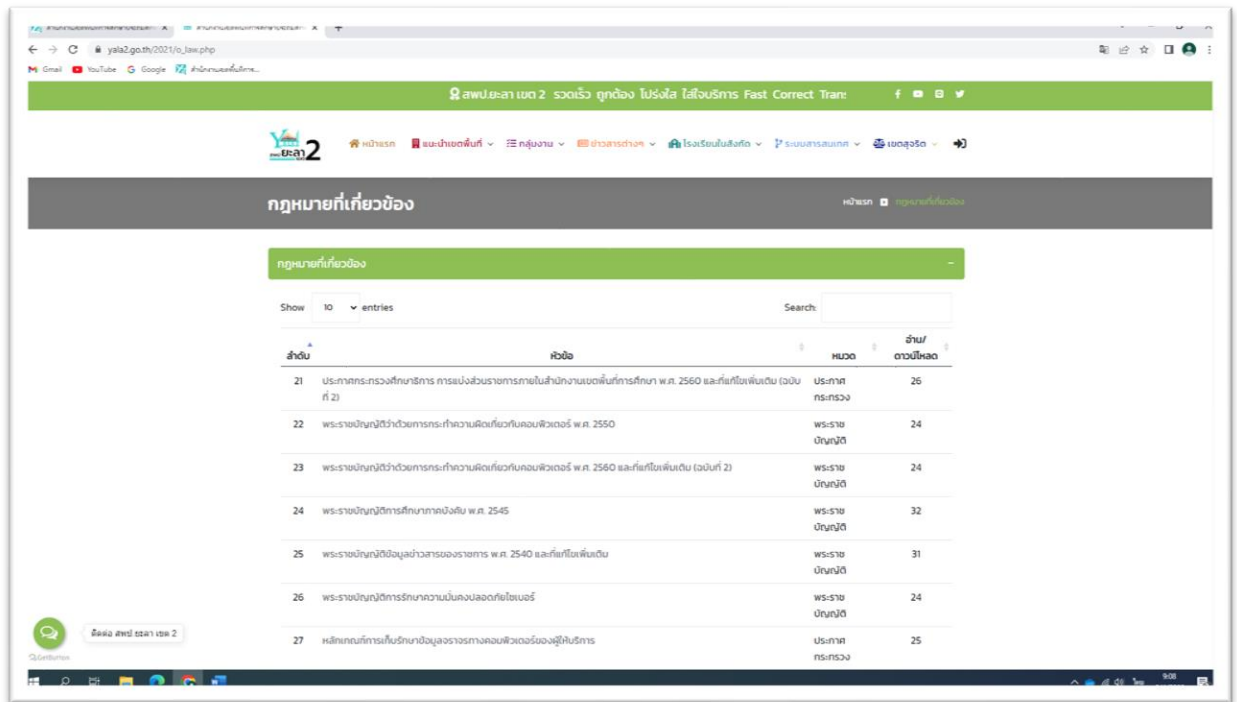 yala2.go.th/2021/o_law.php
Gmail YouTube Google
สพป.ยะลา เขต 2 รวดเร็ว ถูกต้อง โปร่งใส ใส่ใจบริการ Fast Correct Tran
ยะลา 2
หน้าแรก แนะนำเขตพื้นที่ กลุ่มงาน ข่าวสารต่างๆ โรงเรียนในสังกัด ระบบสารสนเทศ เขตสุจริต
กฎหมายที่เกี่ยวข้อง
หน้าแรก กฎหมายที่เกี่ยวข้อง
กฎหมายที่เกี่ยวข้อง -
Show 10 entries Search:
ลำดับ หัวข้อ หมวด อ่าน/
ดาวน์โหลด
21 ประกาศกระทรวงศึกษาธิการ การแบ่งส่วนราชการภายในสำนักงานเขตพื้นที่การศึกษา พ.ศ. 2560 และที่แก้ไขเพิ่มเติม (ฉบับ ประกาศ 26
ที่ 2) กระทรวง
22 พระราชบัญญัติว่าด้วยการกระทำความผิดเกี่ยวกับคอมพิวเตอร์ พ.ศ. 2550 พระราช 24
บัญญัติ
23 พระราชบัญญัติว่าด้วยการกระทำความผิดเกี่ยวกับคอมพิวเตอร์ พ.ศ. 2560 และที่แก้ไขเพิ่มเติม (ฉบับที่ 2) พระราช 24
บัญญัติ
24 พระราชบัญญัติการศึกษาภาคบังคับ พ.ศ. 2545 พระราช 32
บัญญัติ
25 พระราชบัญญัติข้อมูลข่าวสารของราชการ พ.ศ. 2540 และที่แก้ไขเพิ่มเติม พระราช 31
บัญญัติ
26 พระราชบัญญัติการรักษาความมั่นคงปลอดภัยไซเบอร์ พระราช 24
บัญญัติ
27 หลักเกณฑ์การเก็บรักษาข้อมูลจราจรทางคอมพิวเตอร์ของผู้ให้บริการ ประกาศ 25
กระทรวง
ติดต่อ สพป.ยะลา เขต 2
GetButton
ไทย 9:08